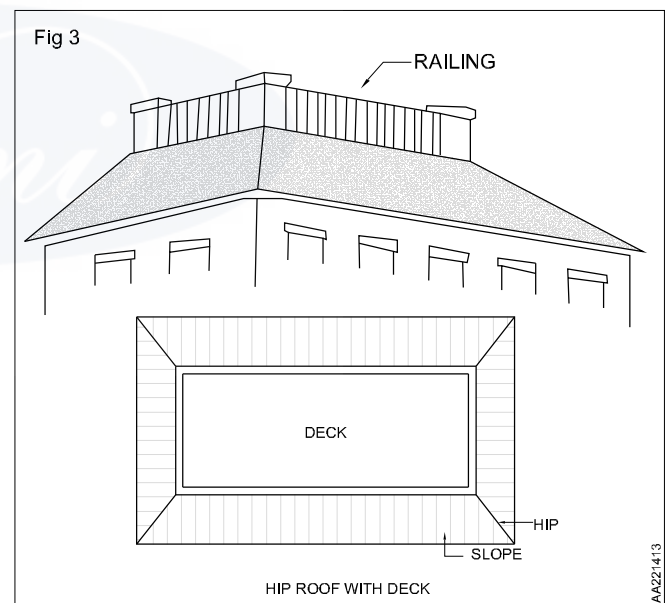 Fig 3
RAILING
DECK
HIP
SLOPE
HIP ROOF WITH DECK
AA221413